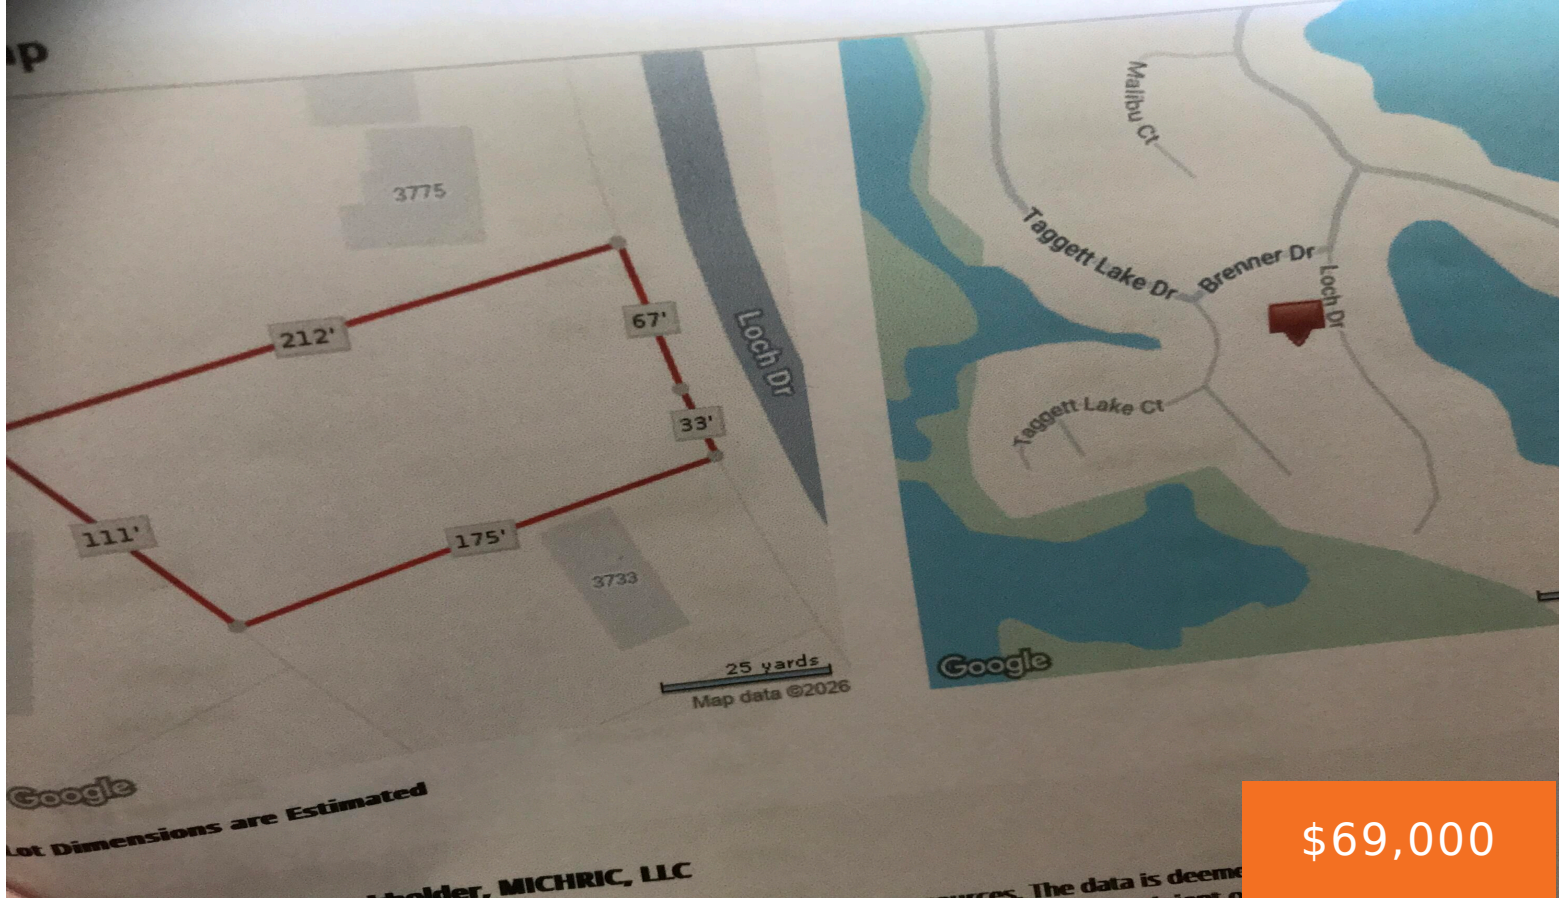 3775
212'
67'
33'
Loch Dr
111'
175'
3733
25 yards
Map data ©2026
Google
Malibu Ct
Taggett Lake Dr
Brenner Dr
Loch Dr
Taggett Lake Ct
Google
Lot Dimensions are Estimated
MICHRIC, LLC
The data is
$69,000